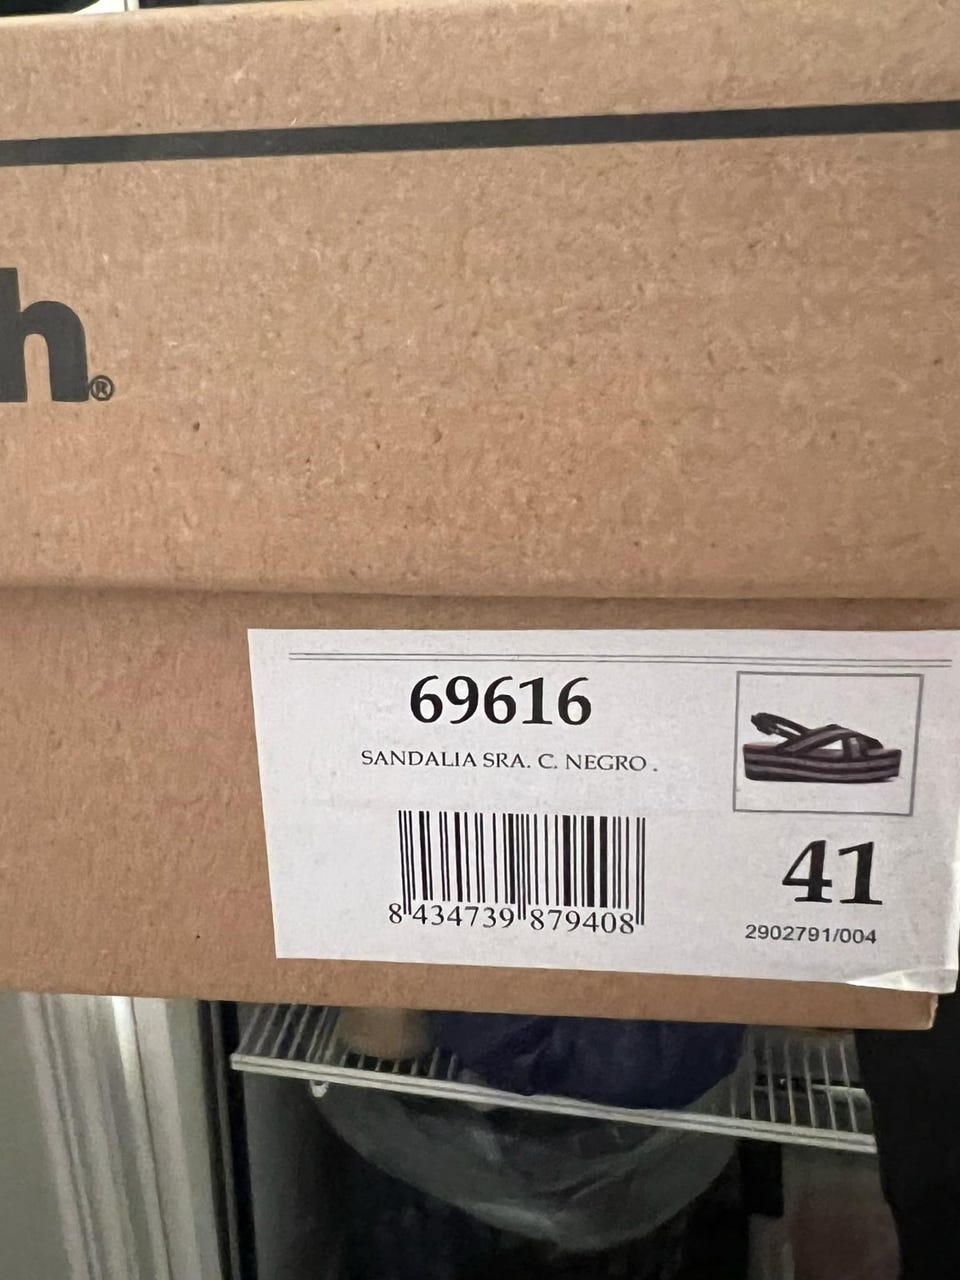 h®
69616
SANDALIA SRA. C. NEGRO .
8 434739 879408
41
2902791/004